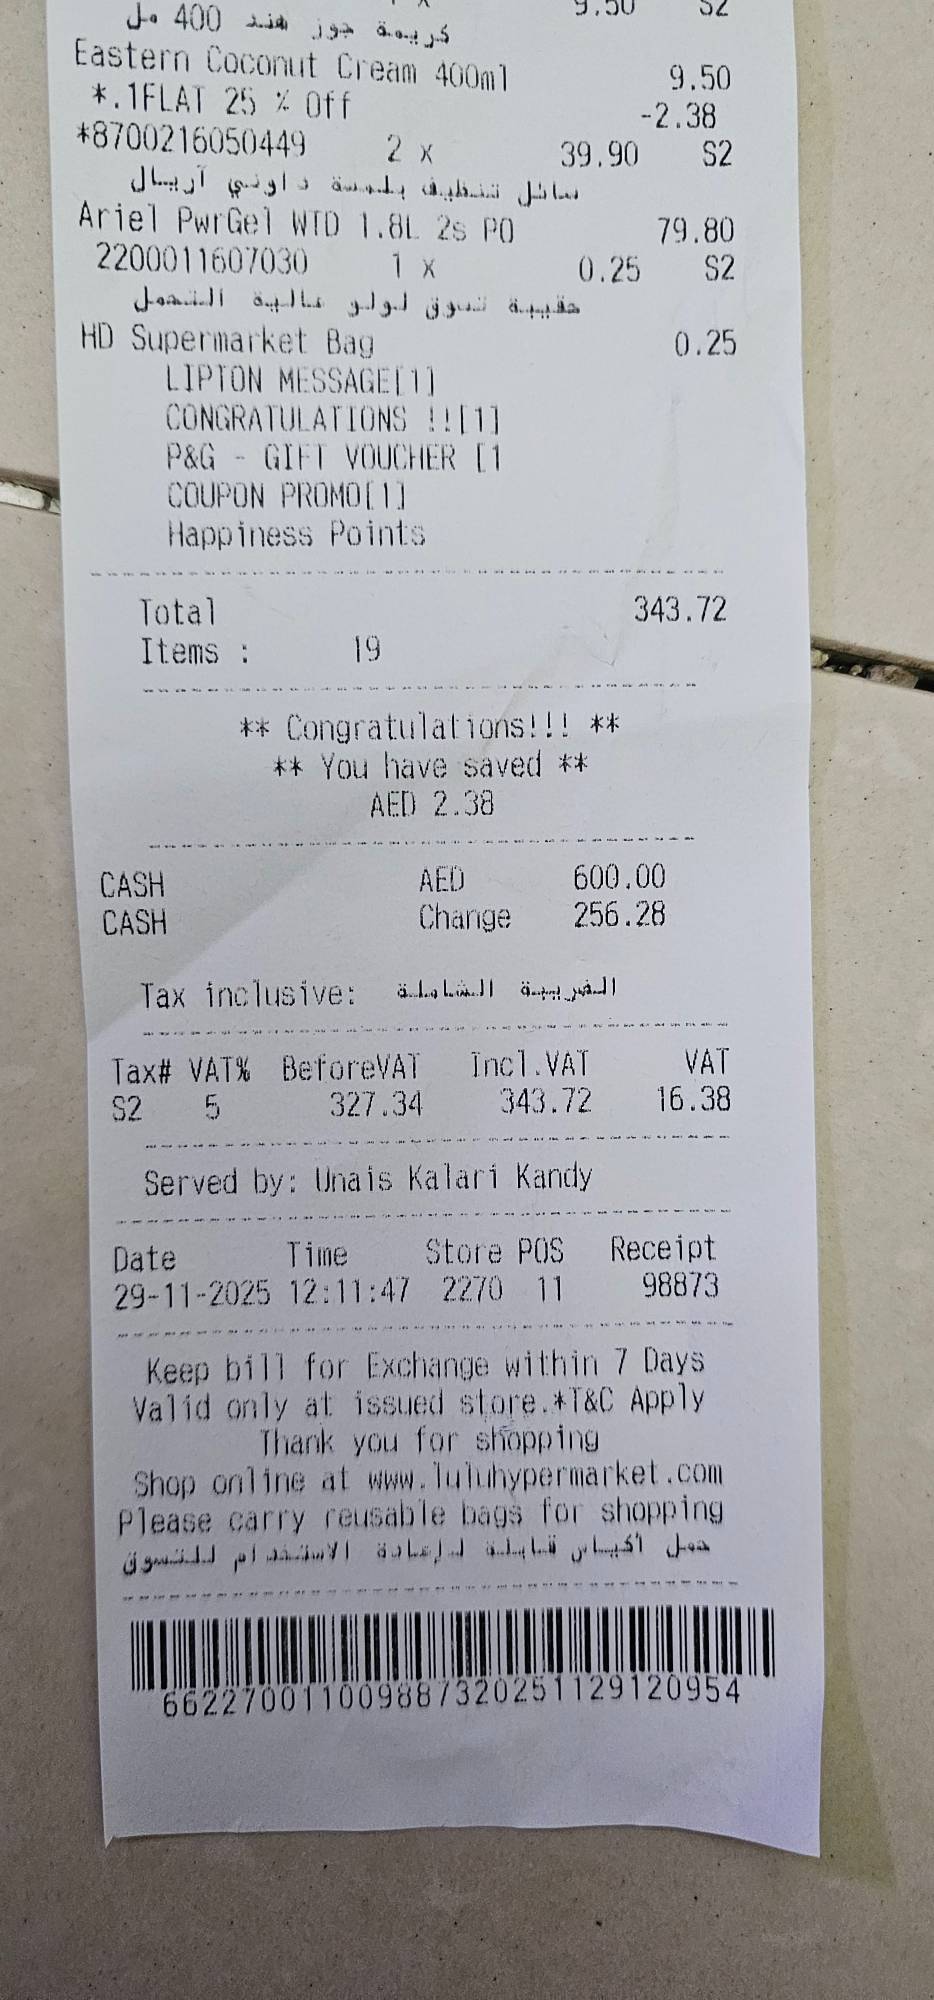 كريمة جوز هند 400 مل
9.50 S2
Eastern Coconut Cream 400ml 9.50
*.1FLAT 25 % Off -2.38
*8700216050449 2 x 39.90 S2
سائل تنظيف بلمسة داوني آريال
Ariel PwrGel WTD 1.8L 2s PO 79.80
2200011607030 1 x 0.25 S2
حقيبة تسوق لولو عالية التحمل
HD Supermarket Bag 0.25
LIPTON MESSAGE[1]
CONGRATULATIONS !![1]
P&G - GIFT VOUCHER [1
COUPON PROMO[1]
Happiness Points
Total 343.72
Items : 19
** Congratulations!!! **
** You have saved **
AED 2.38
CASH AED 600.00
CASH Change 256.28
Tax inclusive: الضريبة الشاملة
Tax# VAT% BeforeVAT Incl.VAT VAT
S2 5 327.34 343.72 16.38
Served by: Unais Kalari Kandy
Date Time Store POS Receipt
29-11-2025 12:11:47 2270 11 98873
Keep bill for Exchange within 7 Days
Valid only at issued store.*T&C Apply
Thank you for shopping
Shop online at www.luluhypermarket.com
Please carry reusable bags for shopping
حمل أكياس قابلة لإعادة الاستخدام للتسوق
662270011009887320251129120954